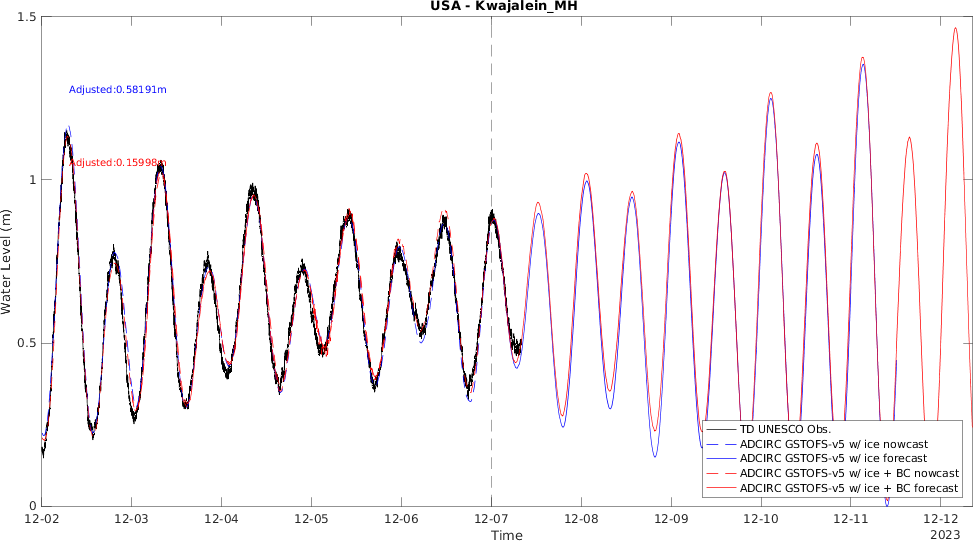 USA - Kwajalein_MH
1.5
Adjusted:0.58191m
Adjusted:0.15998m
1
Water Level (m)
0.5
0
TD UNESCO Obs.
ADCIRC GSTOFS-v5 w/ ice nowcast
ADCIRC GSTOFS-v5 w/ ice forecast
ADCIRC GSTOFS-v5 w/ ice + BC nowcast
ADCIRC GSTOFS-v5 w/ ice + BC forecast
12-02 12-03 12-04 12-05 12-06 12-07 12-08 12-09 12-10 12-11 12-12
Time
2023